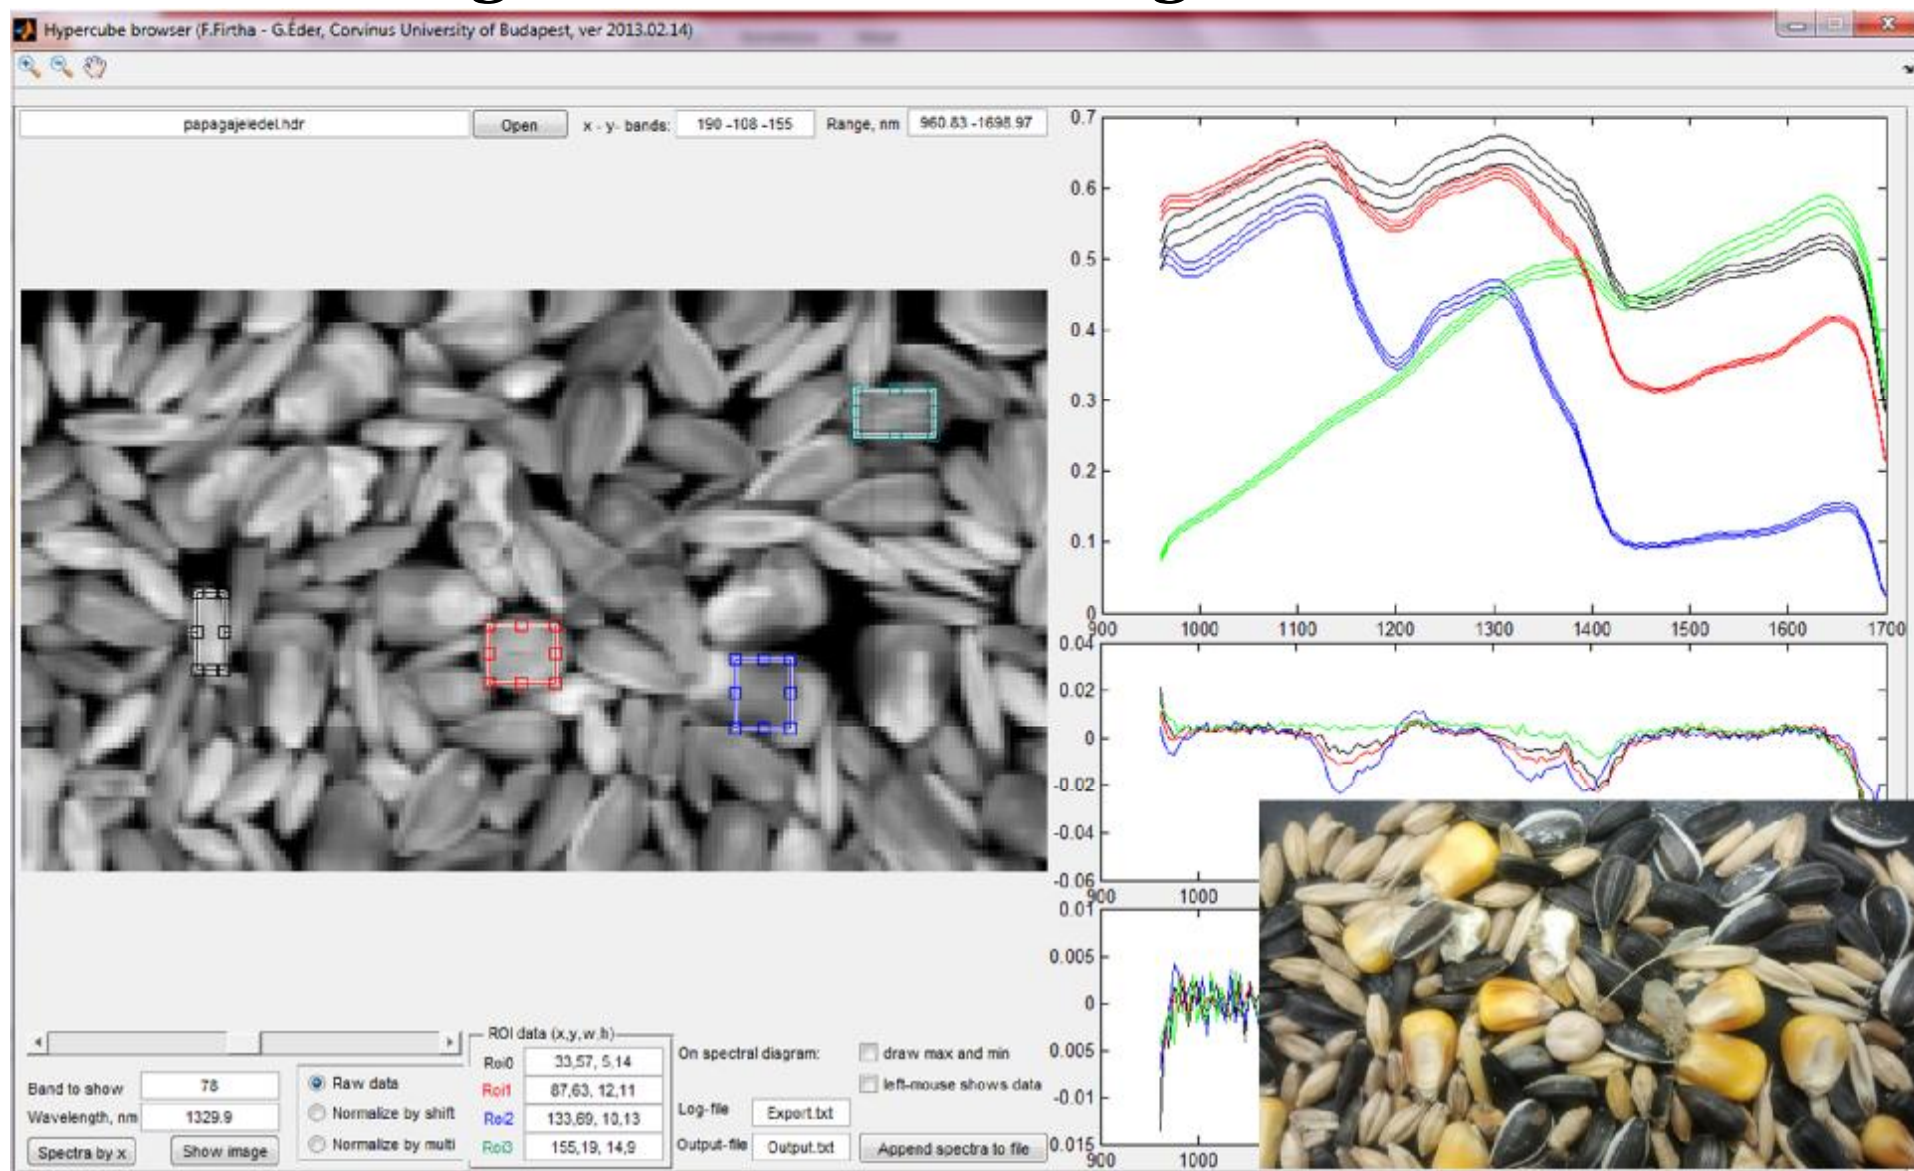 Hypercube browser (F.Firtha - G.Éder, Corvinus University of Budapest, ver 2013.02.14)
papagajeledel.hdr
Open
x - y- bands:
190 -108 -155
Range, nm
960.83 -1698.97
0.7
0.6
0.5
0.4
0.3
0.2
0.1
0
900 1000 1100 1200 1300 1400 1500 1600 1700
0.04
0.02
0
-0.02
-0.04
-0.06
900 1000
0.01
0.005
0
0.005
-0.01
0.015
900 1000
Band to show
78
Wavelength, nm
1329.9
Spectra by x
Show image
Raw data
Normalize by shift
Normalize by multi
ROI data (x,y,w,h)
Roi0 33,57, 5,14
Roi1 87,63, 12,11
Roi2 133,69, 10,13
Roi3 155,19, 14,9
On spectral diagram:
draw max and min
left-mouse shows data
Log-file
Export.txt
Output-file
Output.txt
Append spectra to file